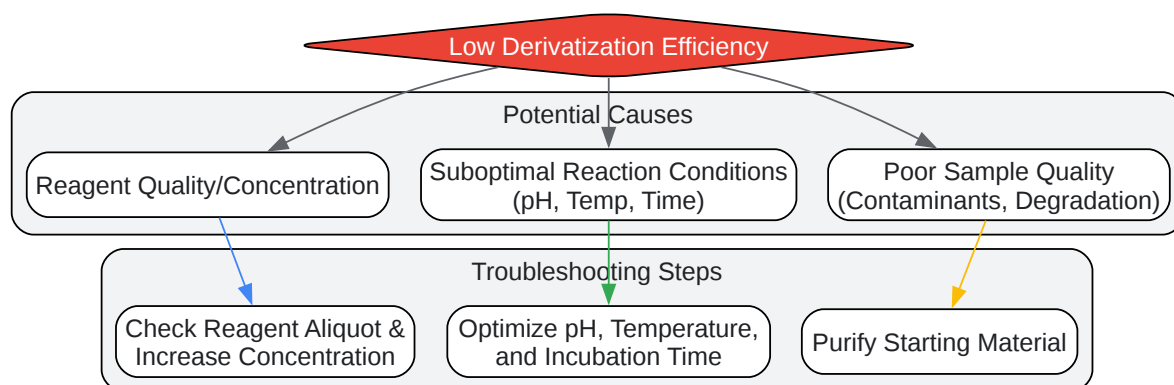 Low Derivatization Efficiency
Potential Causes
Reagent Quality/Concentration
Suboptimal Reaction Conditions
(pH, Temp, Time)
Poor Sample Quality
(Contaminants, Degradation)
Troubleshooting Steps
Check Reagent Aliquot &
Increase Concentration
Optimize pH, Temperature,
and Incubation Time
Purify Starting Material